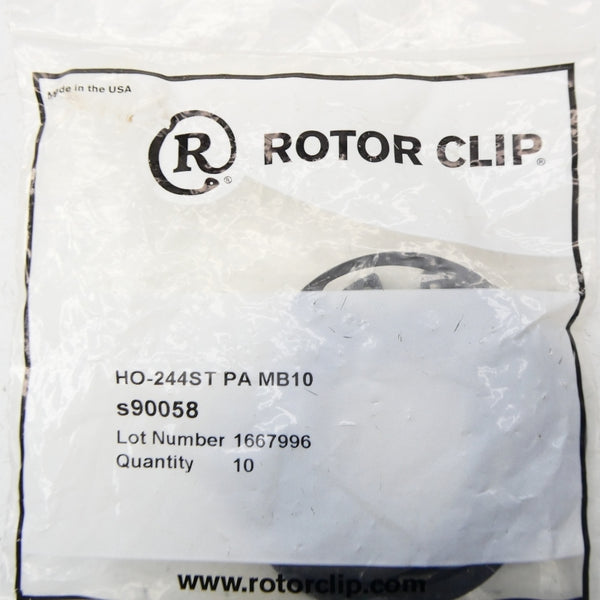 Made in the USA
R ®
ROTOR CLIP®
HO-244ST PA MB10
s90058
Lot Number 1667996
Quantity 10
www.rotorclip.com